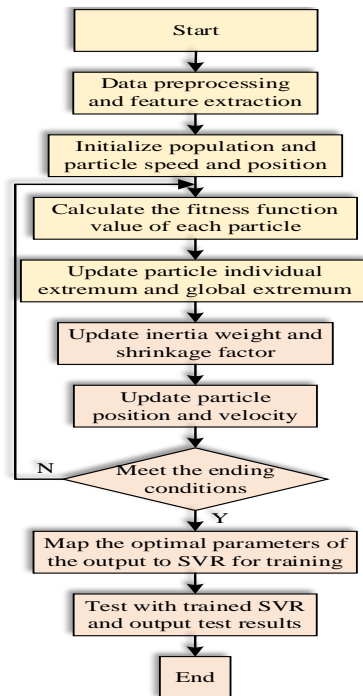 Start
Data preprocessing
and feature extraction
Initialize population and
particle speed and position
Calculate the fitness function
value of each particle
Update particle individual
extremum and global extremum
Update inertia weight and
shrinkage factor
Update particle
position and velocity
N
Meet the ending
conditions
Y
Map the optimal parameters of
the output to SVR for training
Test with trained SVR
and output test results
End